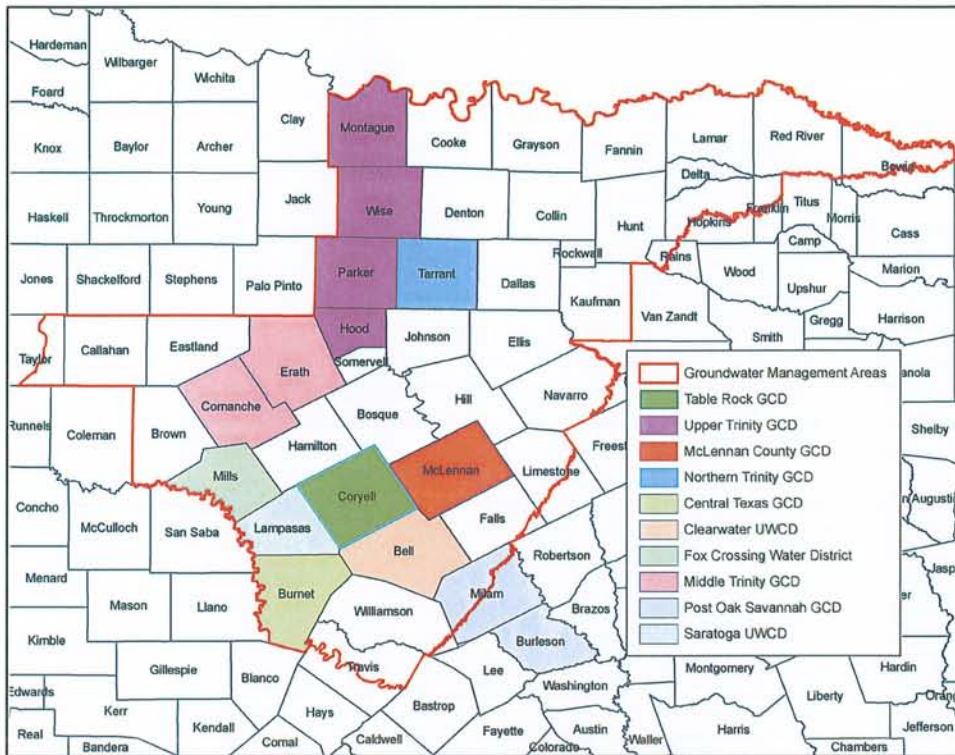 Hardeman
Wilbarger
Wichita
Foard
Clay
Montague
Cooke
Grayson
Fannin
Lamar
Red River
Bowie
Knox
Baylor
Archer
Delta
Jack
Wise
Denton
Collin
Hunt
Hopkins
Franklin
Titus
Morris
Cass
Haskell
Throckmorton
Young
Camp
Rockwall
Rains
Wood
Marion
Jones
Shackelford
Stephens
Palo Pinto
Parker
Tarrant
Dallas
Kaufman
Upshur
Van Zandt
Gregg
Harrison
Smith
Taylor
Callahan
Eastland
Hood
Johnson
Ellis
Somervell
Erath
Comanche
Navarro
Hill
Bosque
Runnels
Coleman
Brown
Hamilton
Freest
McLennan
Limestone
Mills
Coryell
Lampasas
Falls
Concho
McCulloch
San Saba
Bell
Robertson
Menard
Milam
Burnet
Mason
Llano
Williamson
Brazos
Kimble
Burleson
Travis
Lee
Gillespie
Blanco
Washington
Montgomery
Hardin
Edwards
Kerr
Hays
Bastrop
Liberty
Oran
Real
Bandera
Kendall
Comal
Caldwell
Fayette
Austin
Colorado
Waller
Harris
Chambers
Jefferson
Groundwater Management Areas
Table Rock GCD
Upper Trinity GCD
McLennan County GCD
Northern Trinity GCD
Central Texas GCD
Clearwater UWCD
Fox Crossing Water District
Middle Trinity GCD
Post Oak Savannah GCD
Saratoga UWCD
anola
Shelby
Augustin
Jasp